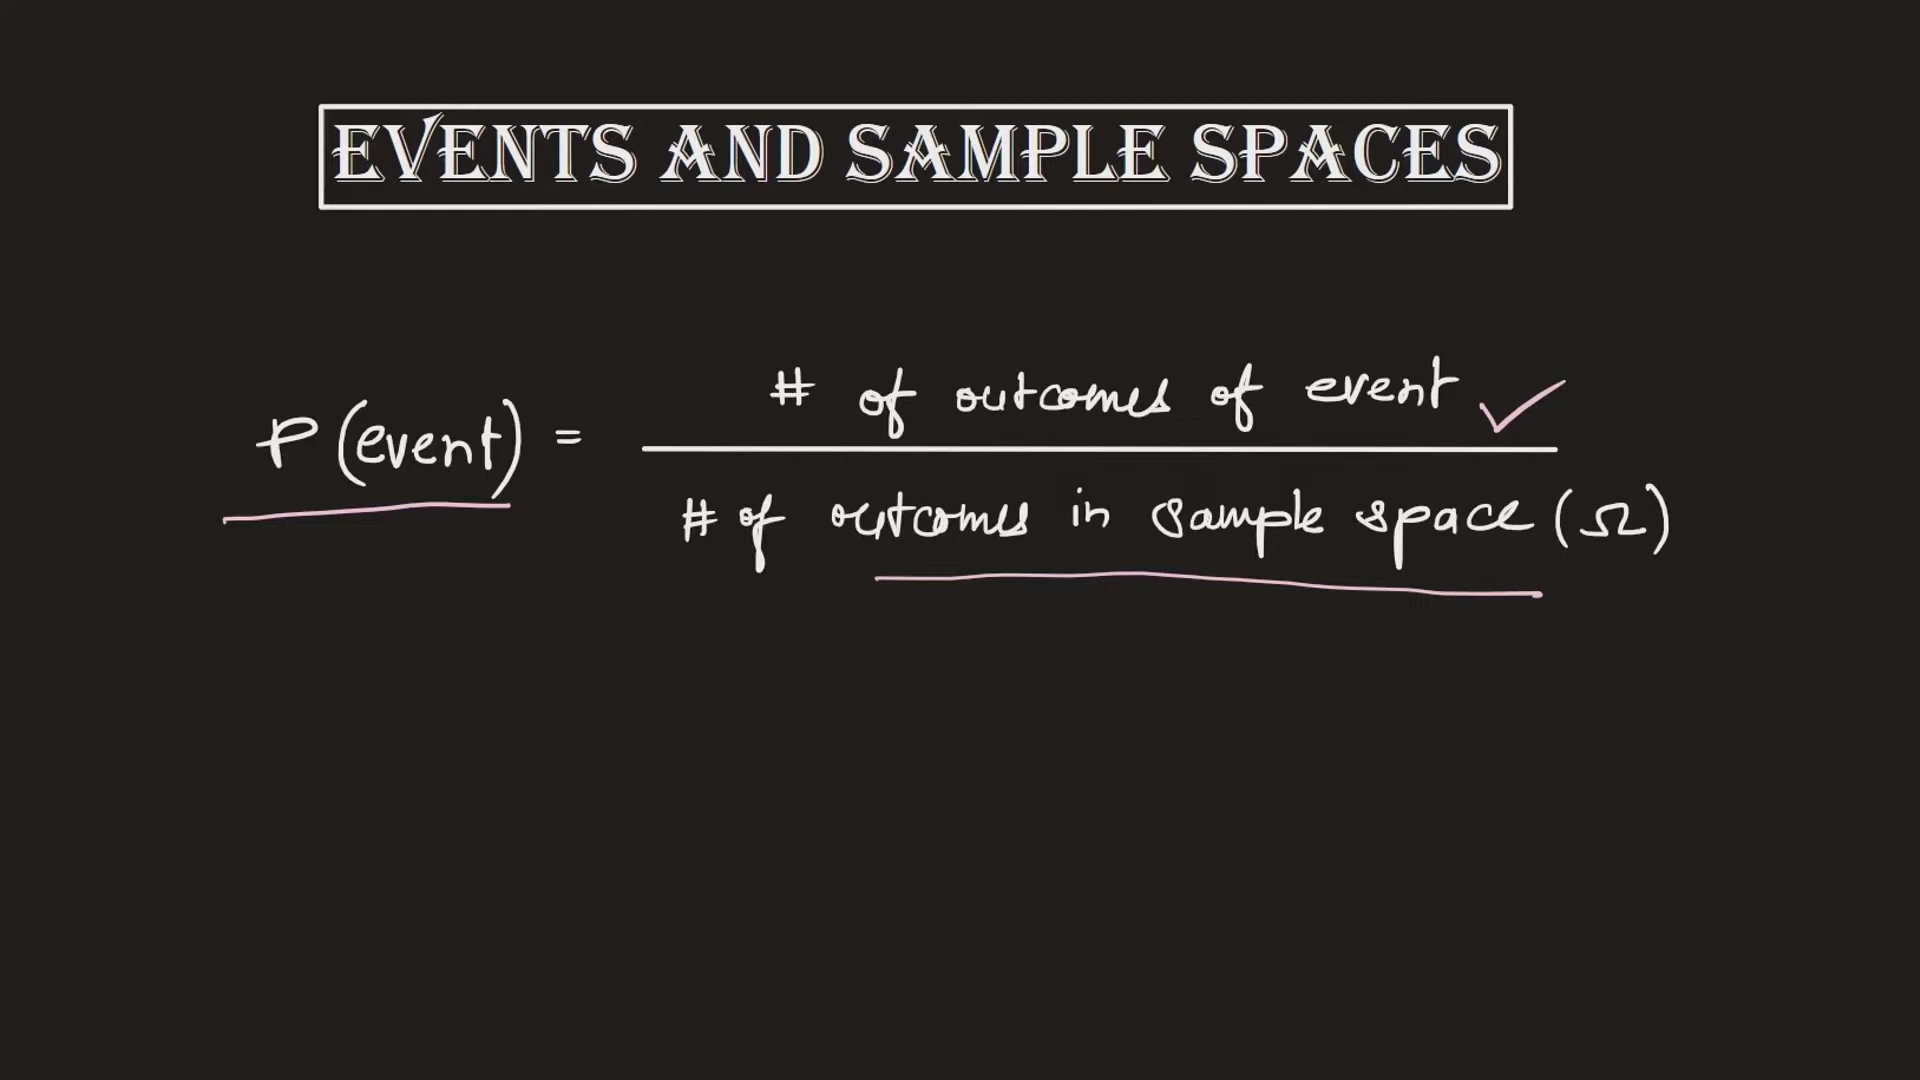 EVENTS AND SAMPLE SPACES
# of outcomes of event
P(event) =
# of outcomes in sample space (Ω)